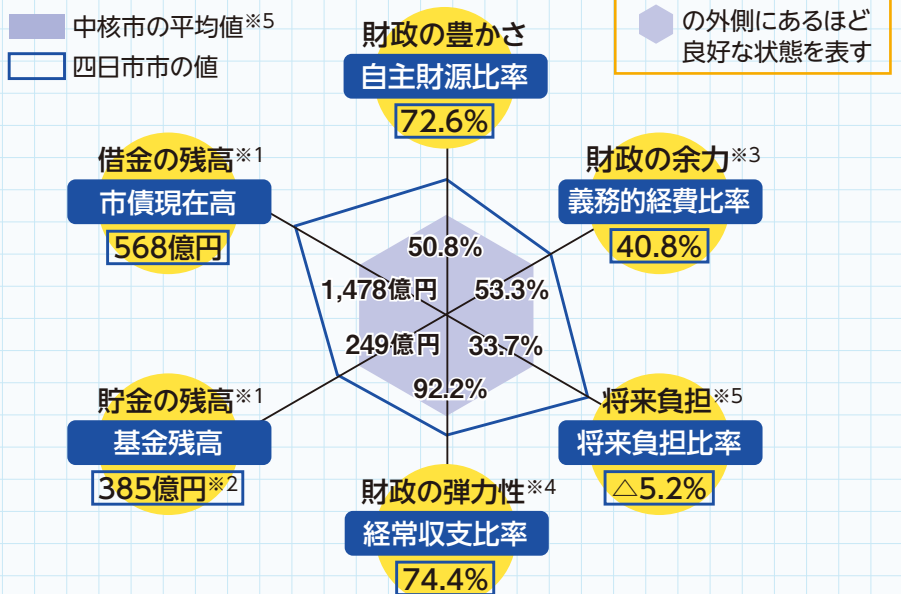 中核市の平均値※5
四日市市の値
の外側にあるほど
良好な状態を表す
財政の豊かさ
自主財源比率
72.6%
借金の残高※1
市債現在高
568億円
財政の余力※3
義務的経費比率
40.8%
50.8%
1,478億円
53.3%
249億円
33.7%
92.2%
貯金の残高※1
基金残高
385億円※2
将来負担※5
将来負担比率
△5.2%
財政の弾力性※4
経常収支比率
74.4%